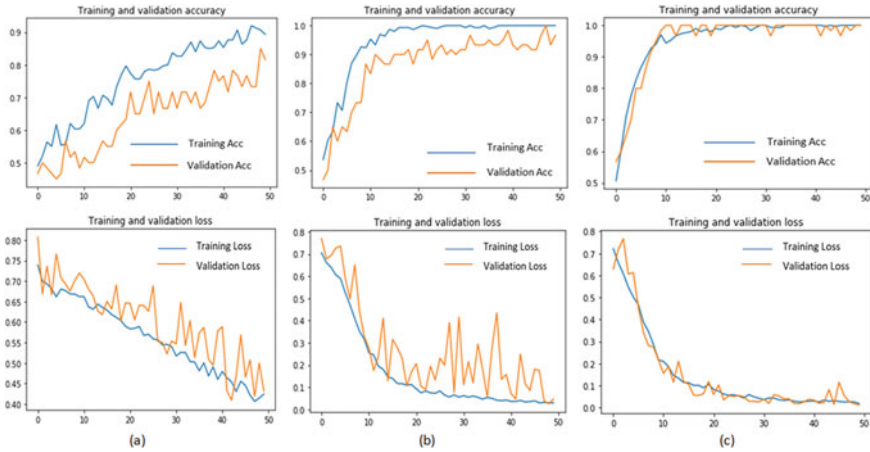 Training and validation accuracy
0.9
0.8
0.7
0.6
0.5
Training Acc
Validation Acc
0 10 20 30 40 50
Training and validation accuracy
1.0
0.9
0.8
0.7
0.6
0.5
Training Acc
Validation Acc
0 10 20 30 40 50
Training and validation accuracy
1.0
0.9
0.8
0.7
0.6
0.5
Training Acc
Validation Acc
0 10 20 30 40 50
Training and validation loss
0.80
0.75
0.70
0.65
0.60
0.55
0.50
0.45
0.40
Training Loss
Validation Loss
0 10 20 30 40 50
(a)
Training and validation loss
0.8
0.7
0.6
0.5
0.4
0.3
0.2
0.1
0.0
Training Loss
Validation Loss
0 10 20 30 40 50
(b)
Training and validation loss
0.8
0.7
0.6
0.5
0.4
0.3
0.2
0.1
0.0
Training Loss
Validation Loss
0 10 20 30 40 50
(c)